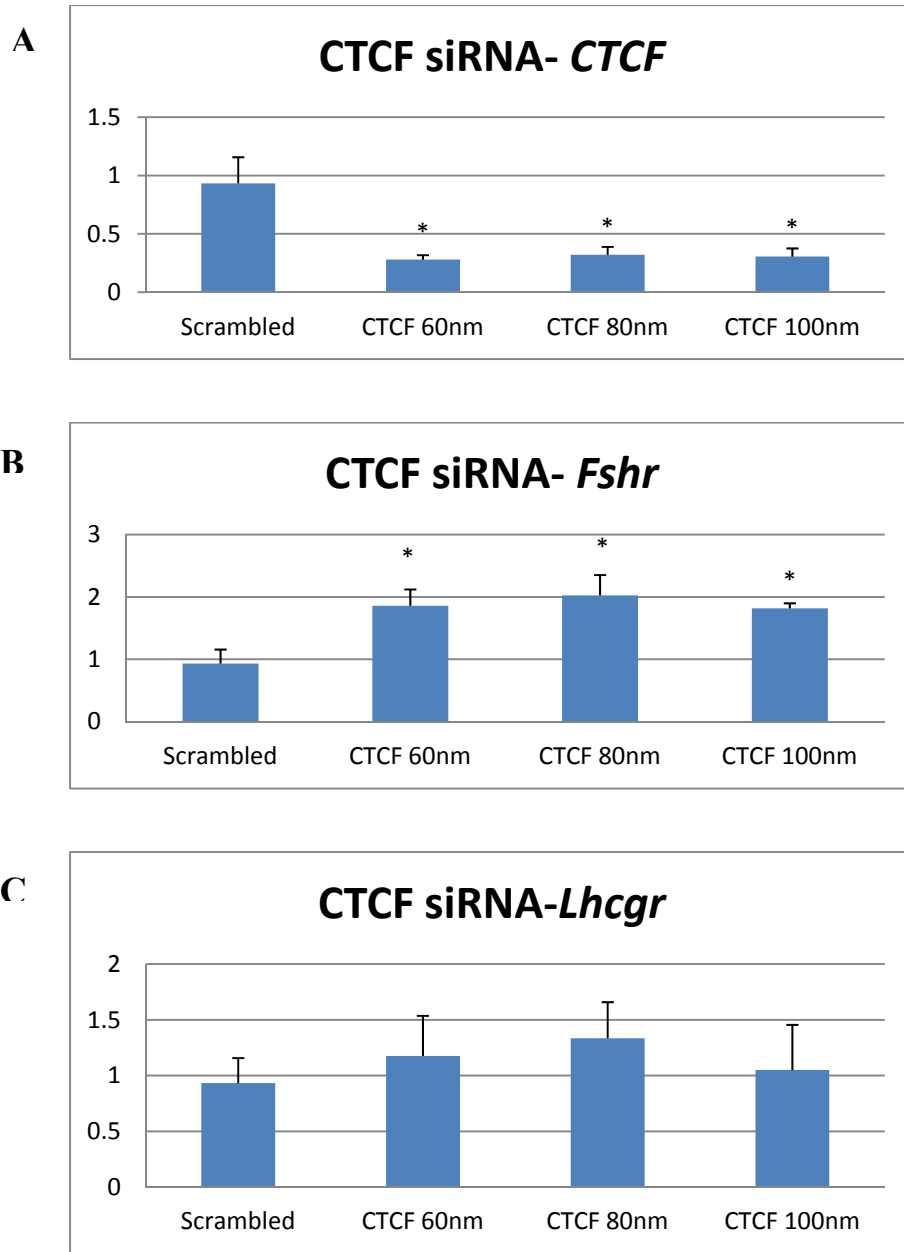 A
CTCF siRNA- CTCF
1.5
1
0.5
0
*
*
*
Scrambled CTCF 60nm CTCF 80nm CTCF 100nm
B
CTCF siRNA- Fshr
3
2
1
0
*
*
*
Scrambled CTCF 60nm CTCF 80nm CTCF 100nm
C
CTCF siRNA-Lhcgr
2
1.5
1
0.5
0
Scrambled CTCF 60nm CTCF 80nm CTCF 100nm